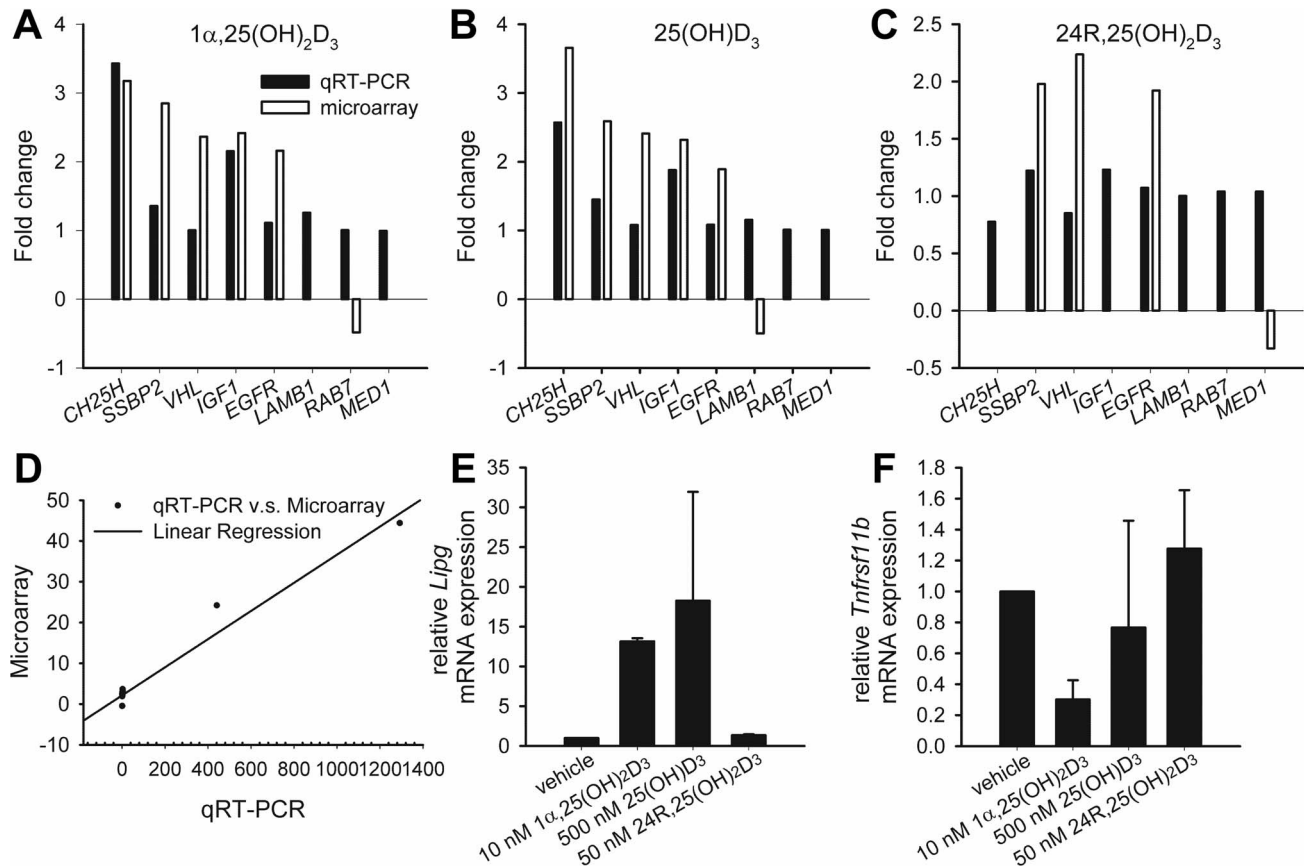 A
1α,25(OH)₂D₃
qRT-PCR
microarray
Fold change
4
3
2
1
0
-1
CH25H
SSBP2
VHL
IGF1
EGFR
LAMB1
RAB7
MED1
B
25(OH)D₃
Fold change
4
3
2
1
0
-1
CH25H
SSBP2
VHL
IGF1
EGFR
LAMB1
RAB7
MED1
C
24R,25(OH)₂D₃
Fold change
2.5
2.0
1.5
1.0
0.5
0.0
-0.5
CH25H
SSBP2
VHL
IGF1
EGFR
LAMB1
RAB7
MED1
D
qRT-PCR v.s. Microarray
Linear Regression
Microarray
50
40
30
20
10
0
-10
0 200 400 600 800 1000 1200 1400
qRT-PCR
E
relative Lipg
mRNA expression
35
30
25
20
15
10
5
0
vehicle
10 nM 1α,25(OH)₂D₃
500 nM 25(OH)D₃
50 nM 24R,25(OH)₂D₃
F
relative Tnfrsf11b
mRNA expression
1.8
1.6
1.4
1.2
1.0
0.8
0.6
0.4
0.2
0.0
vehicle
10 nM 1α,25(OH)₂D₃
500 nM 25(OH)D₃
50 nM 24R,25(OH)₂D₃